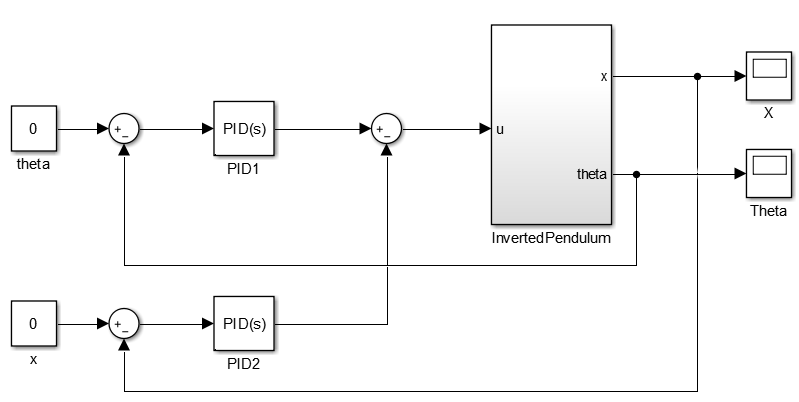 x
X
0
+
−
PID(s)
+
−
u
theta
PID1
theta
Theta
InvertedPendulum
0
+
−
PID(s)
x
PID2